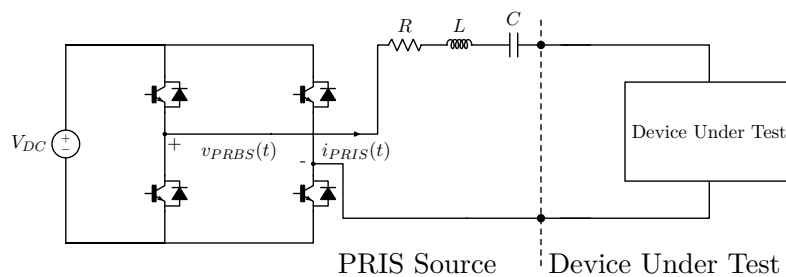 R
L
C
V_{DC}
+
−
+
v_{PRBS}(t)
-
i_{PRIS}(t)
Device Under Test
PRIS Source
Device Under Test